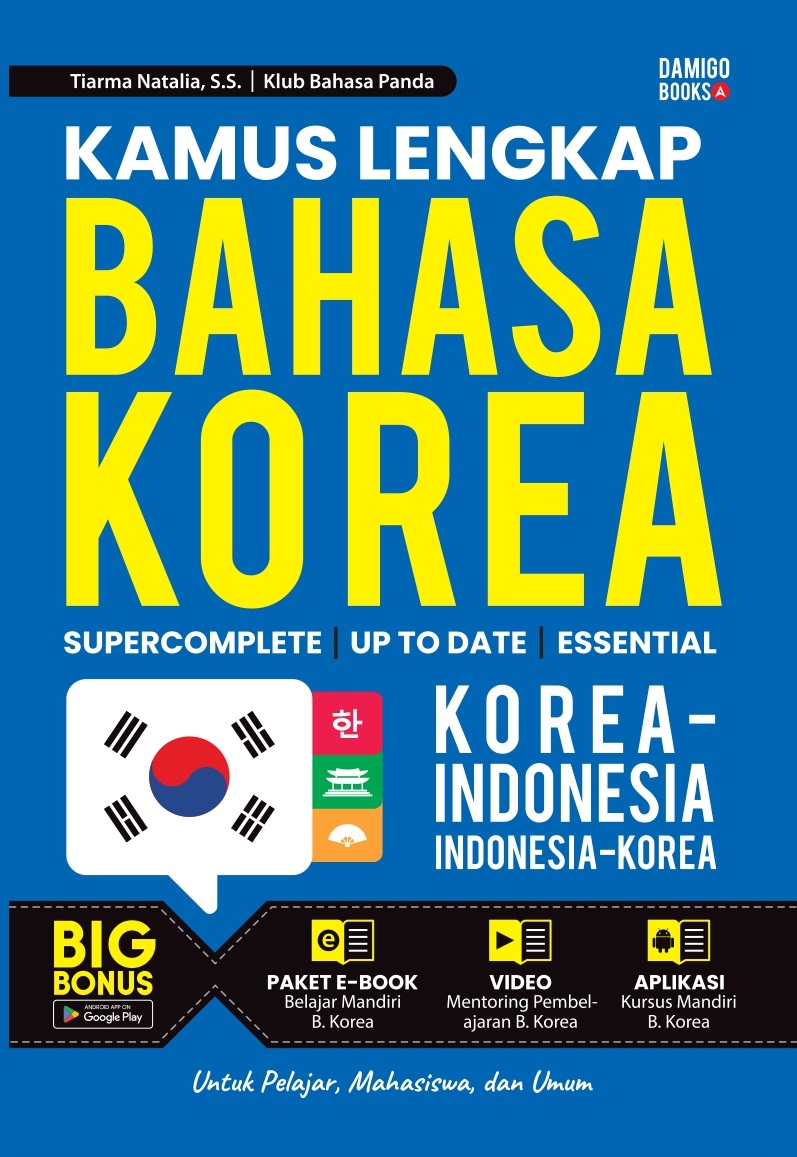 Tiarma Natalia, S.S. | Klub Bahasa Panda
DAMIGO
BOOKS
KAMUS LENGKAP
BAHASA
KOREA
SUPERCOMPLETE | UP TO DATE | ESSENTIAL
한
KOREA–
INDONESIA
INDONESIA–KOREA
BIG
BONUS
ANDROID APP ON
Google Play
e
PAKET E-BOOK
Belajar Mandiri
B. Korea
VIDEO
Mentoring Pembel-
ajaran B. Korea
APLIKASI
Kursus Mandiri
B. Korea
Untuk Pelajar, Mahasiswa, dan Umum